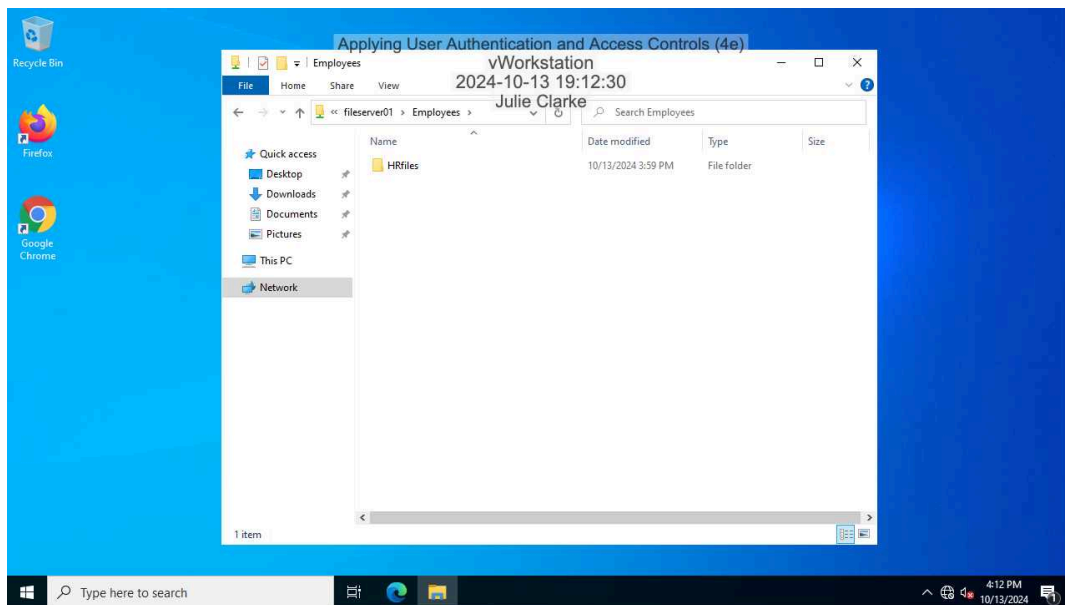 Recycle Bin
Firefox
Google
Chrome
Applying User Authentication and Access Controls (4e)
vWorkstation
2024-10-13 19:12:30
Julie Clarke
Employees
File Home Share View
« fileserver01 › Employees ›
Search Employees
Quick access
Desktop
Downloads
Documents
Pictures
This PC
Network
Name Date modified Type Size
HRfiles 10/13/2024 3:59 PM File folder
1 item
Type here to search
4:12 PM
10/13/2024
1